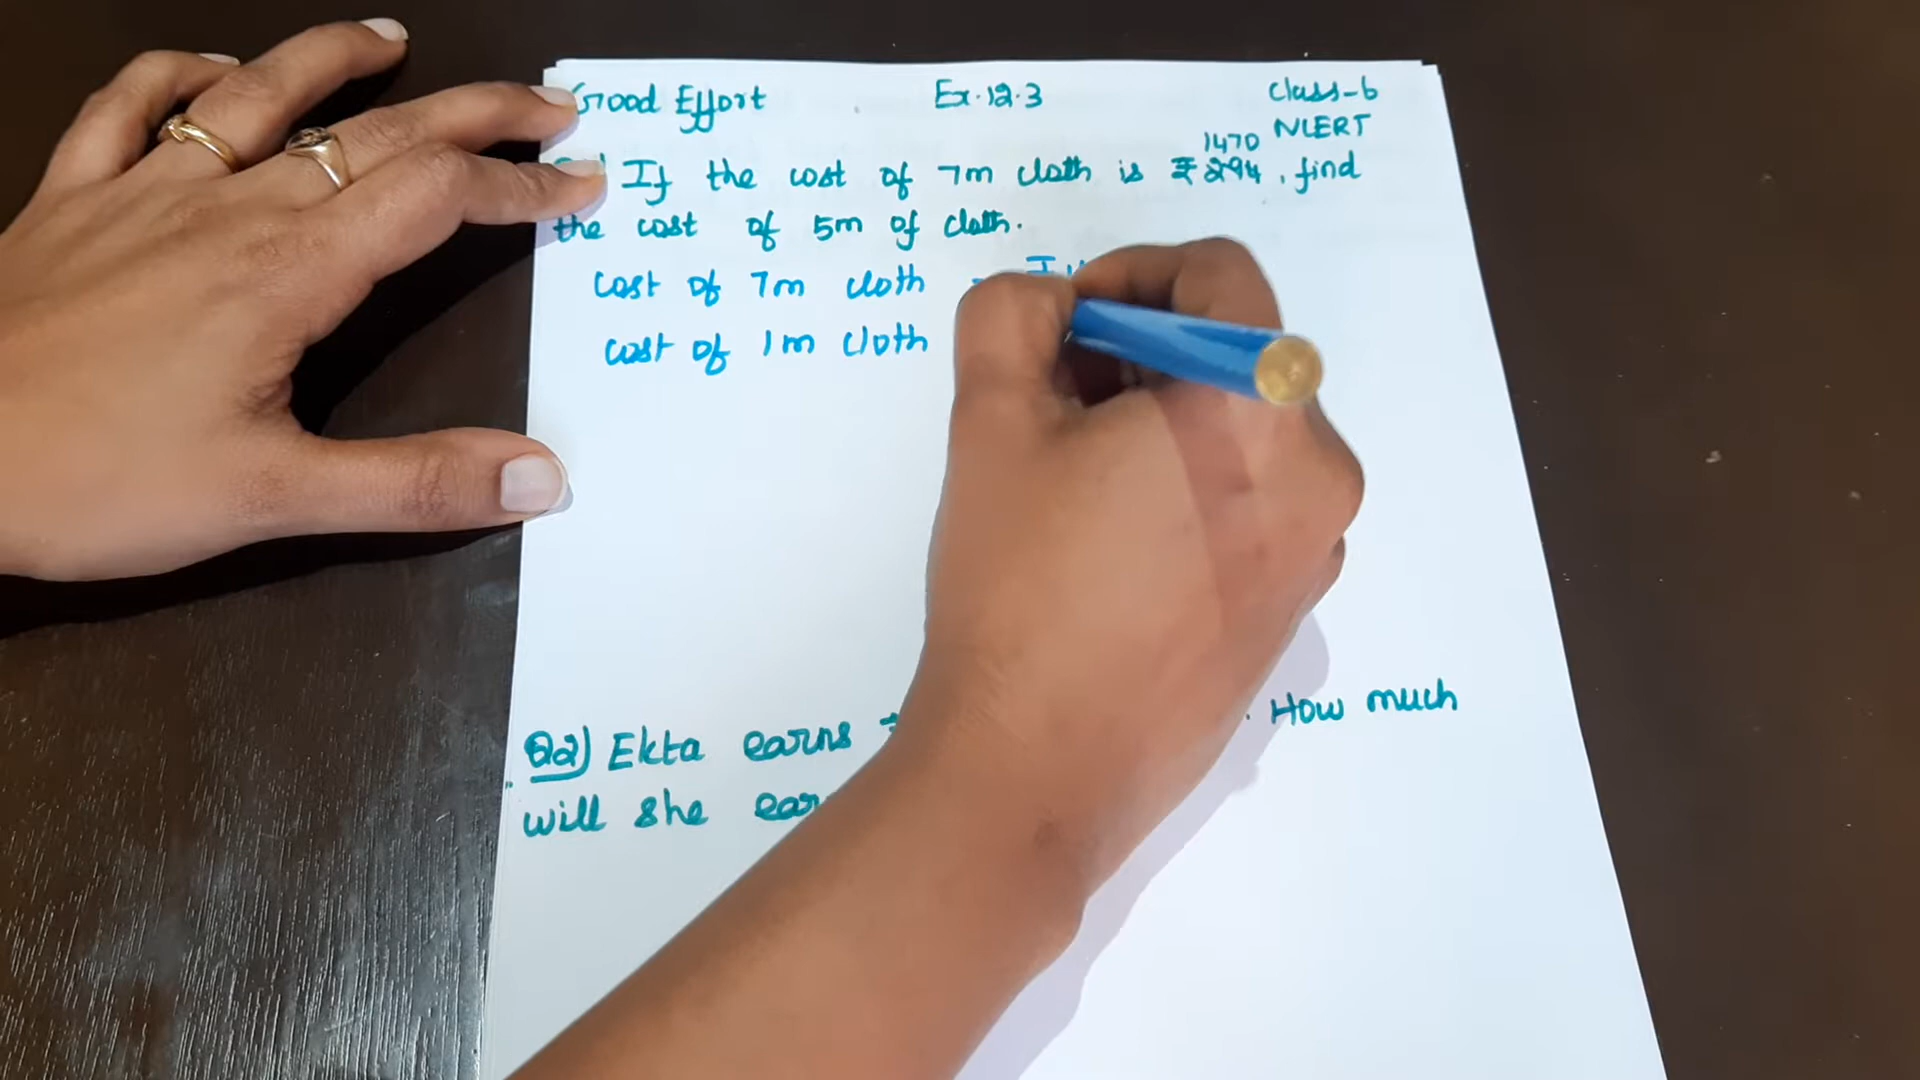 Good Effort Ex.12.3 Class-6
NCERT
1470
If the cost of 7m cloth is ₹ 294, find
the cost of 5m of cloth.
Cost of 7m cloth
cost of 1m cloth
Q2) Ekta earns . How much
will she